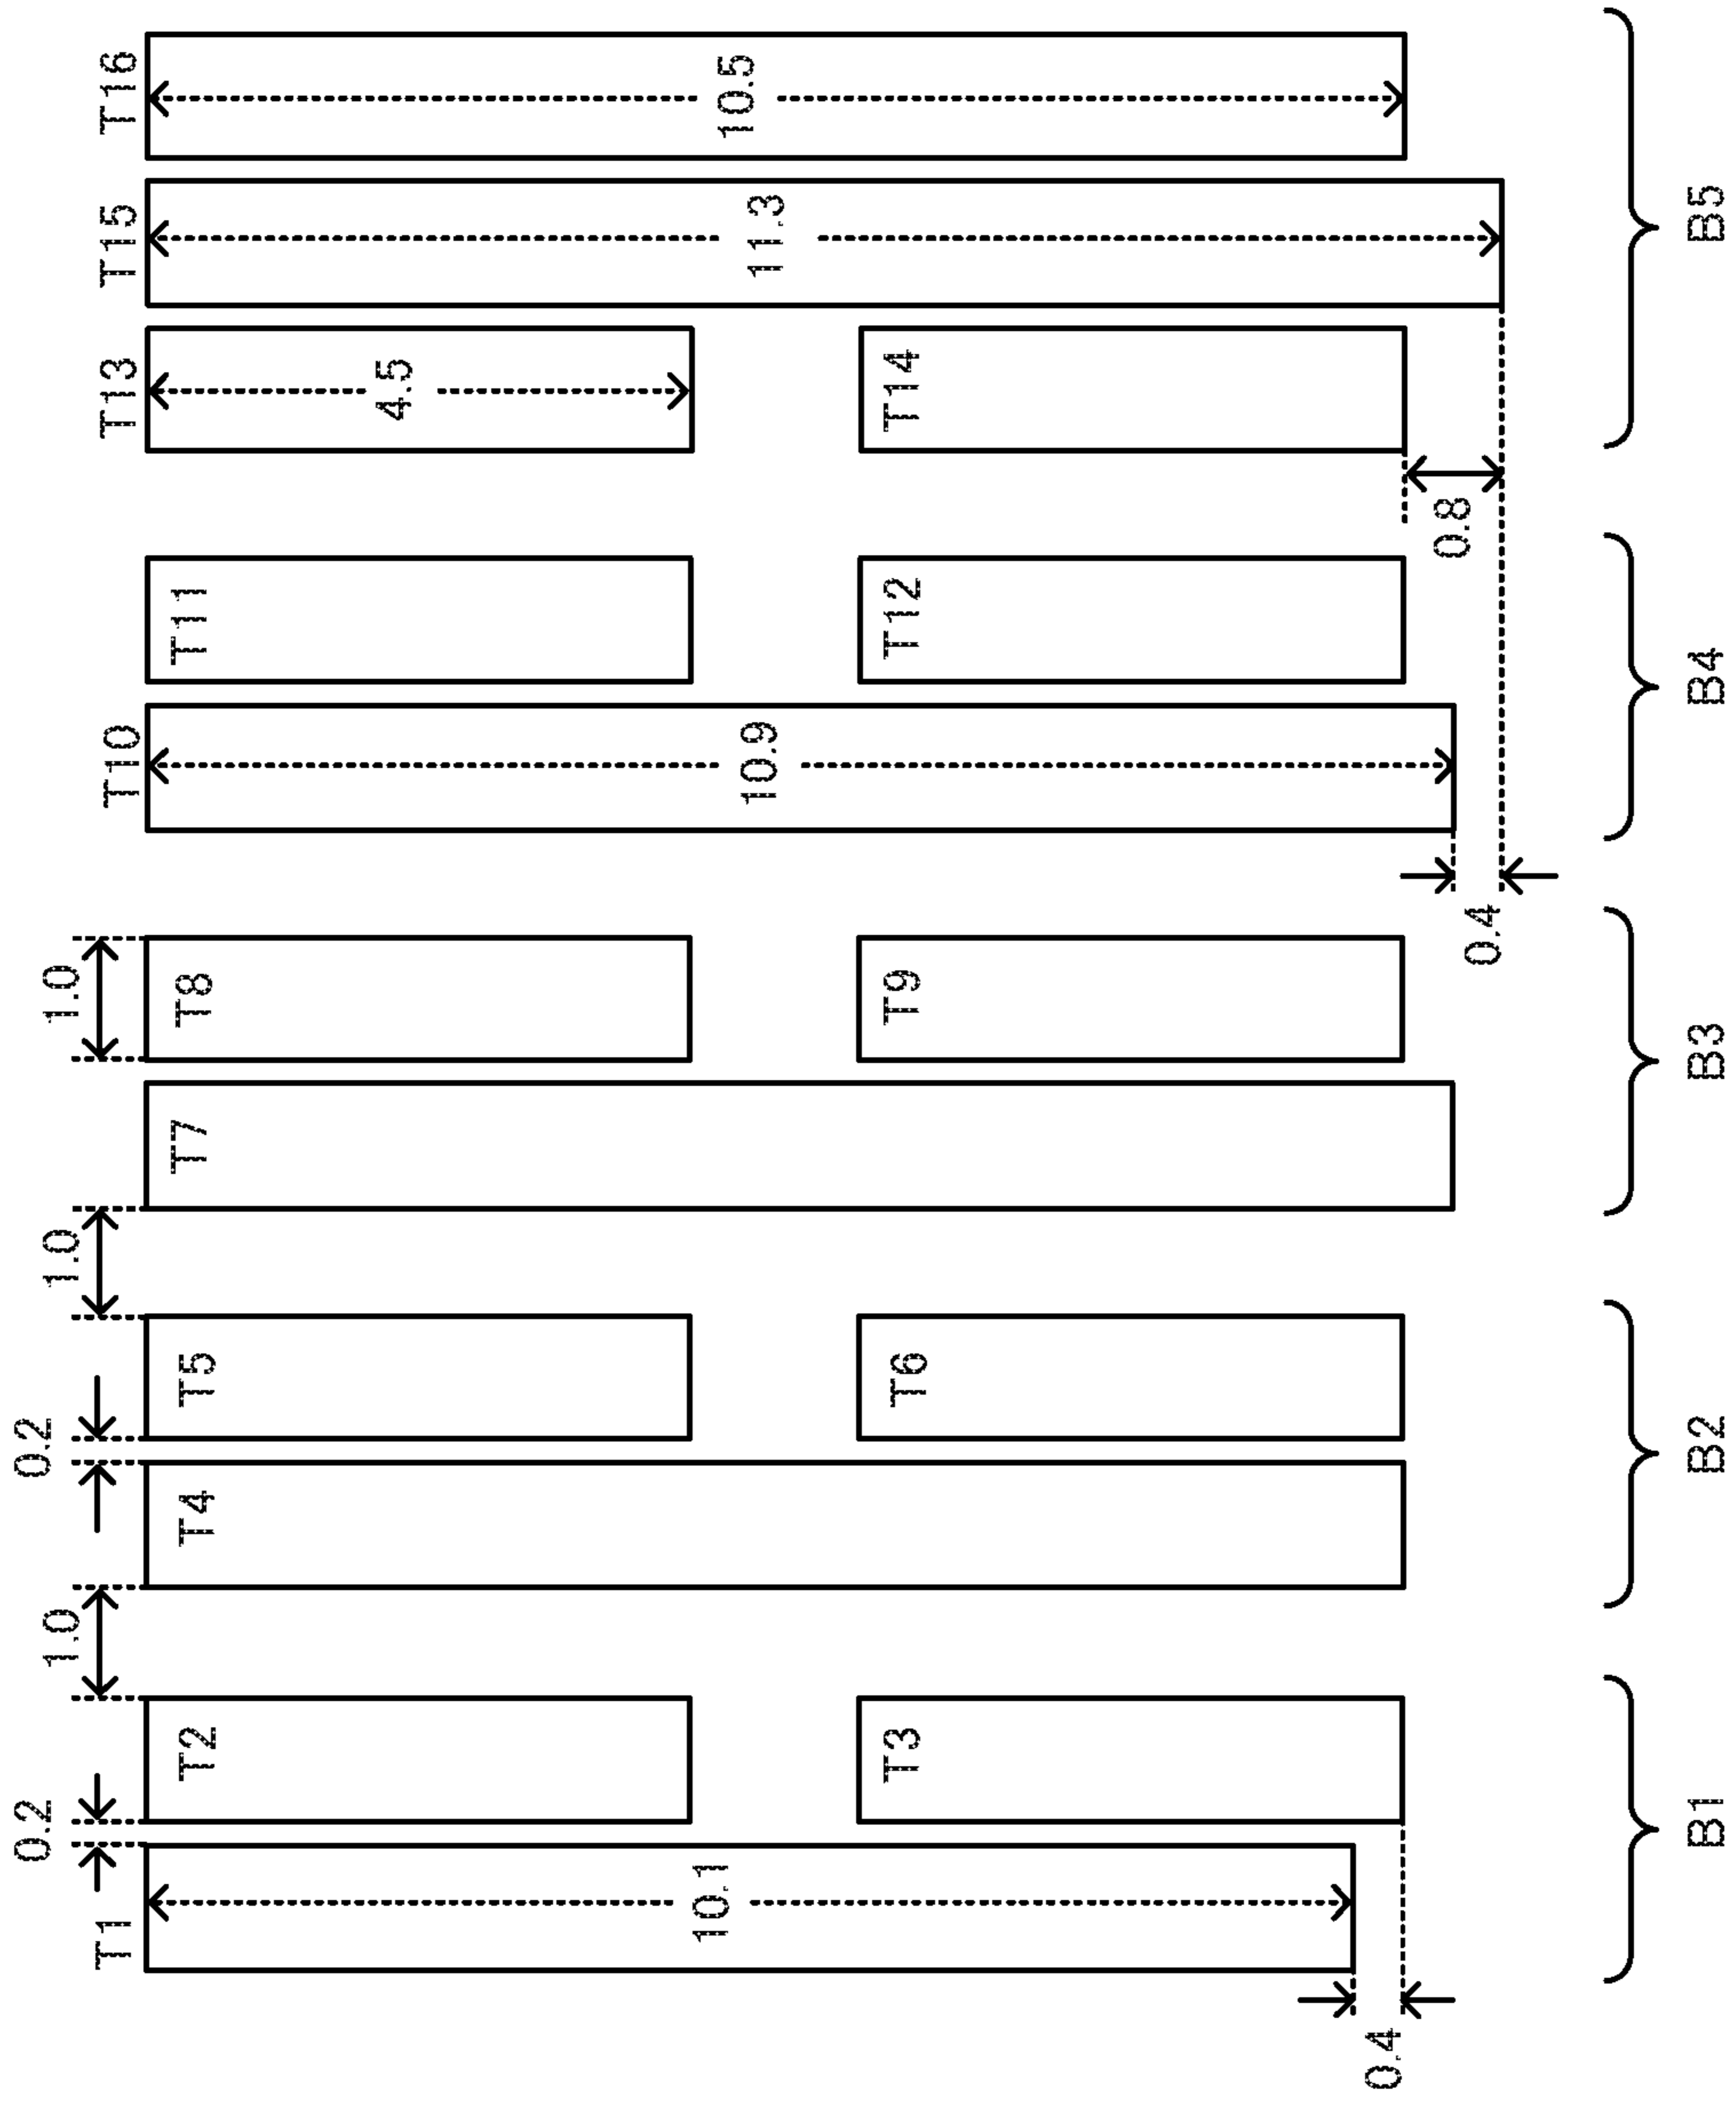 0.2 0.2
1.0 1.0 1.0
T1 T10 T13 T15 T16
T2 T4 T5 T7 T8 T11
4.5
10.1 10.9 11.3 10.5
T3 T6 T9 T12 T14
0.4
0.8
0.4
B1 B2 B3 B4 B5